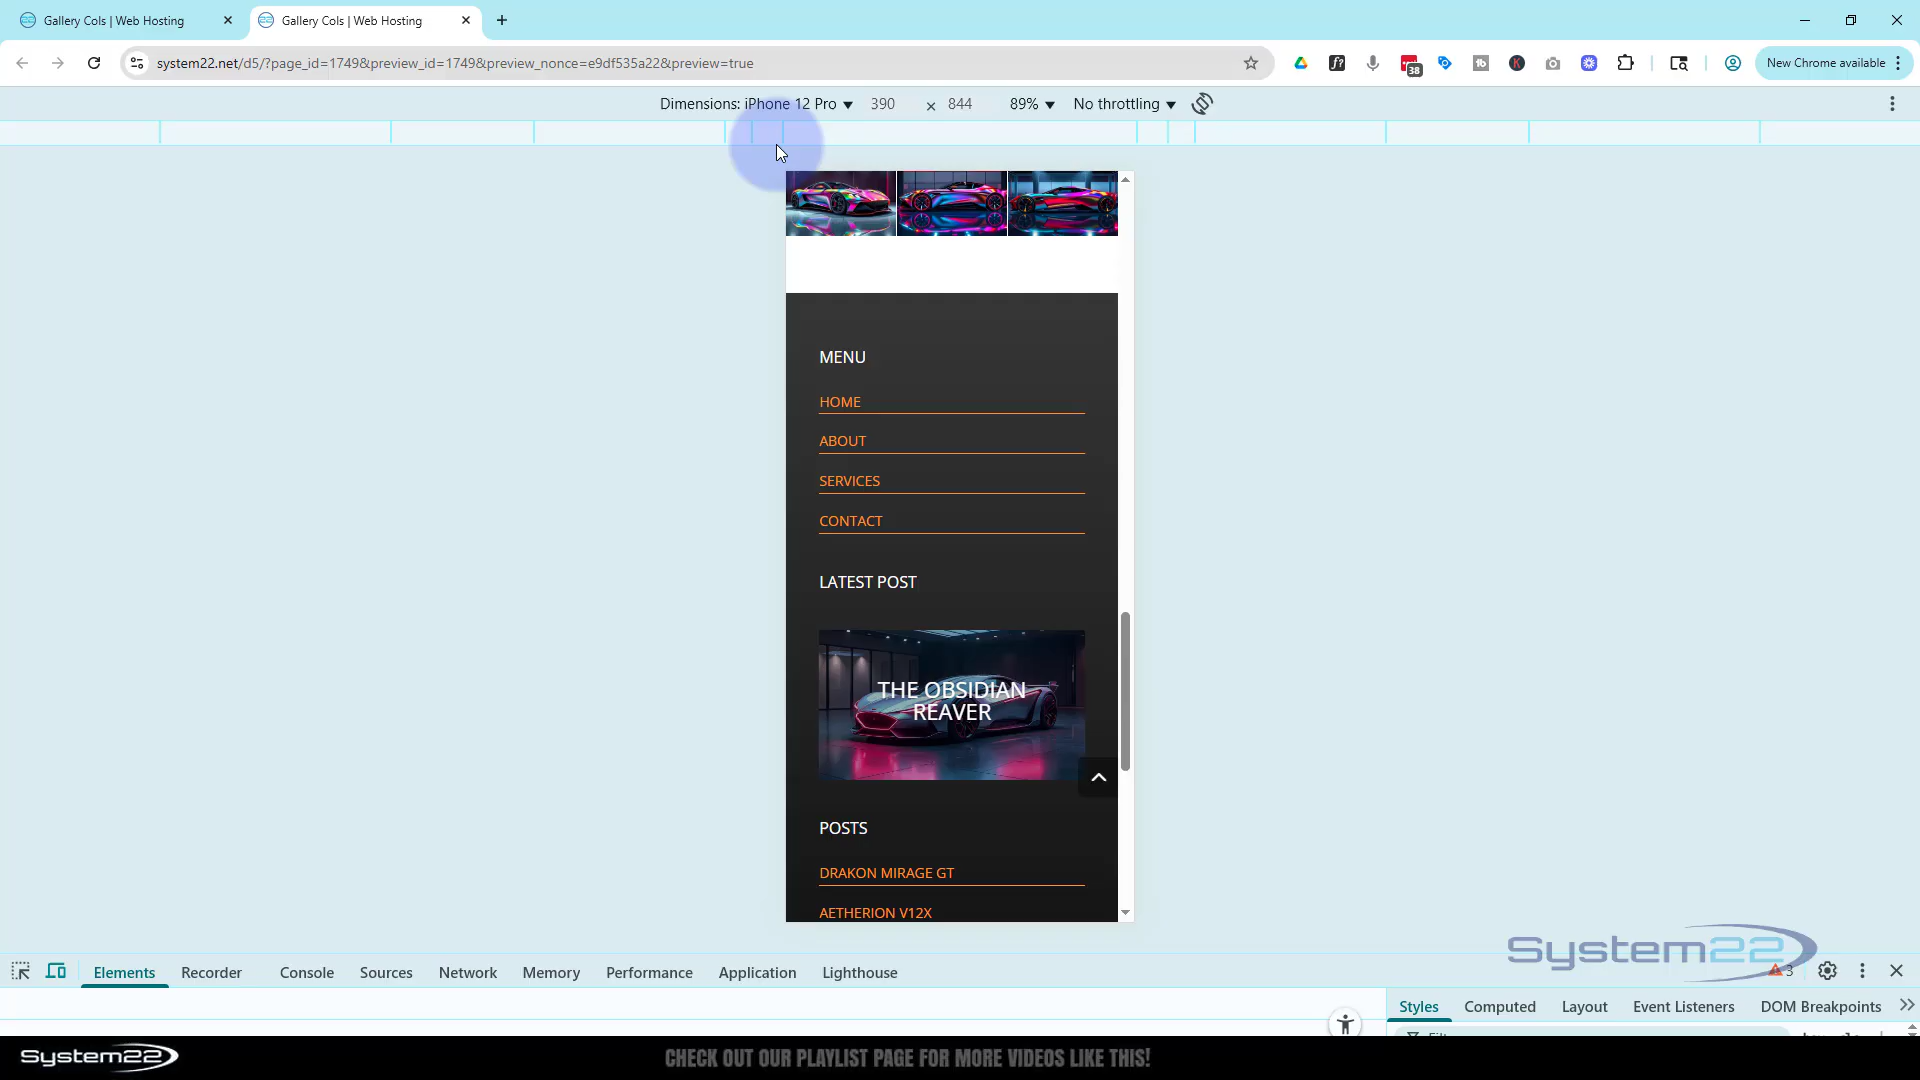 Gallery Cols | Web Hosting
Gallery Cols | Web Hosting
system22.net/d5/?page_id=1749&preview_id=1749&preview_nonce=e9df535a22&preview=true
38
New Chrome available
Dimensions: iPhone 12 Pro
390
844
89%
No throttling
MENU
HOME
ABOUT
SERVICES
CONTACT
LATEST POST
THE OBSIDIAN
REAVER
POSTS
DRAKON MIRAGE GT
AETHERION V12X
System22
Elements
Recorder
Console
Sources
Network
Memory
Performance
Application
Lighthouse
3
Styles
Computed
Layout
Event Listeners
DOM Breakpoints
System22
CHECK OUT OUR PLAYLIST PAGE FOR MORE VIDEOS LIKE THIS!